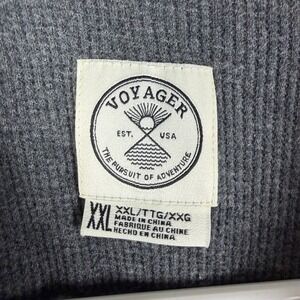 VOYAGER
EST. USA
THE PURSUIT OF ADVENTURE
XXL
XXL/TTG/XXG
MADE IN CHINA
FABRIQUE AU CHINE
HECHO EN CHINA